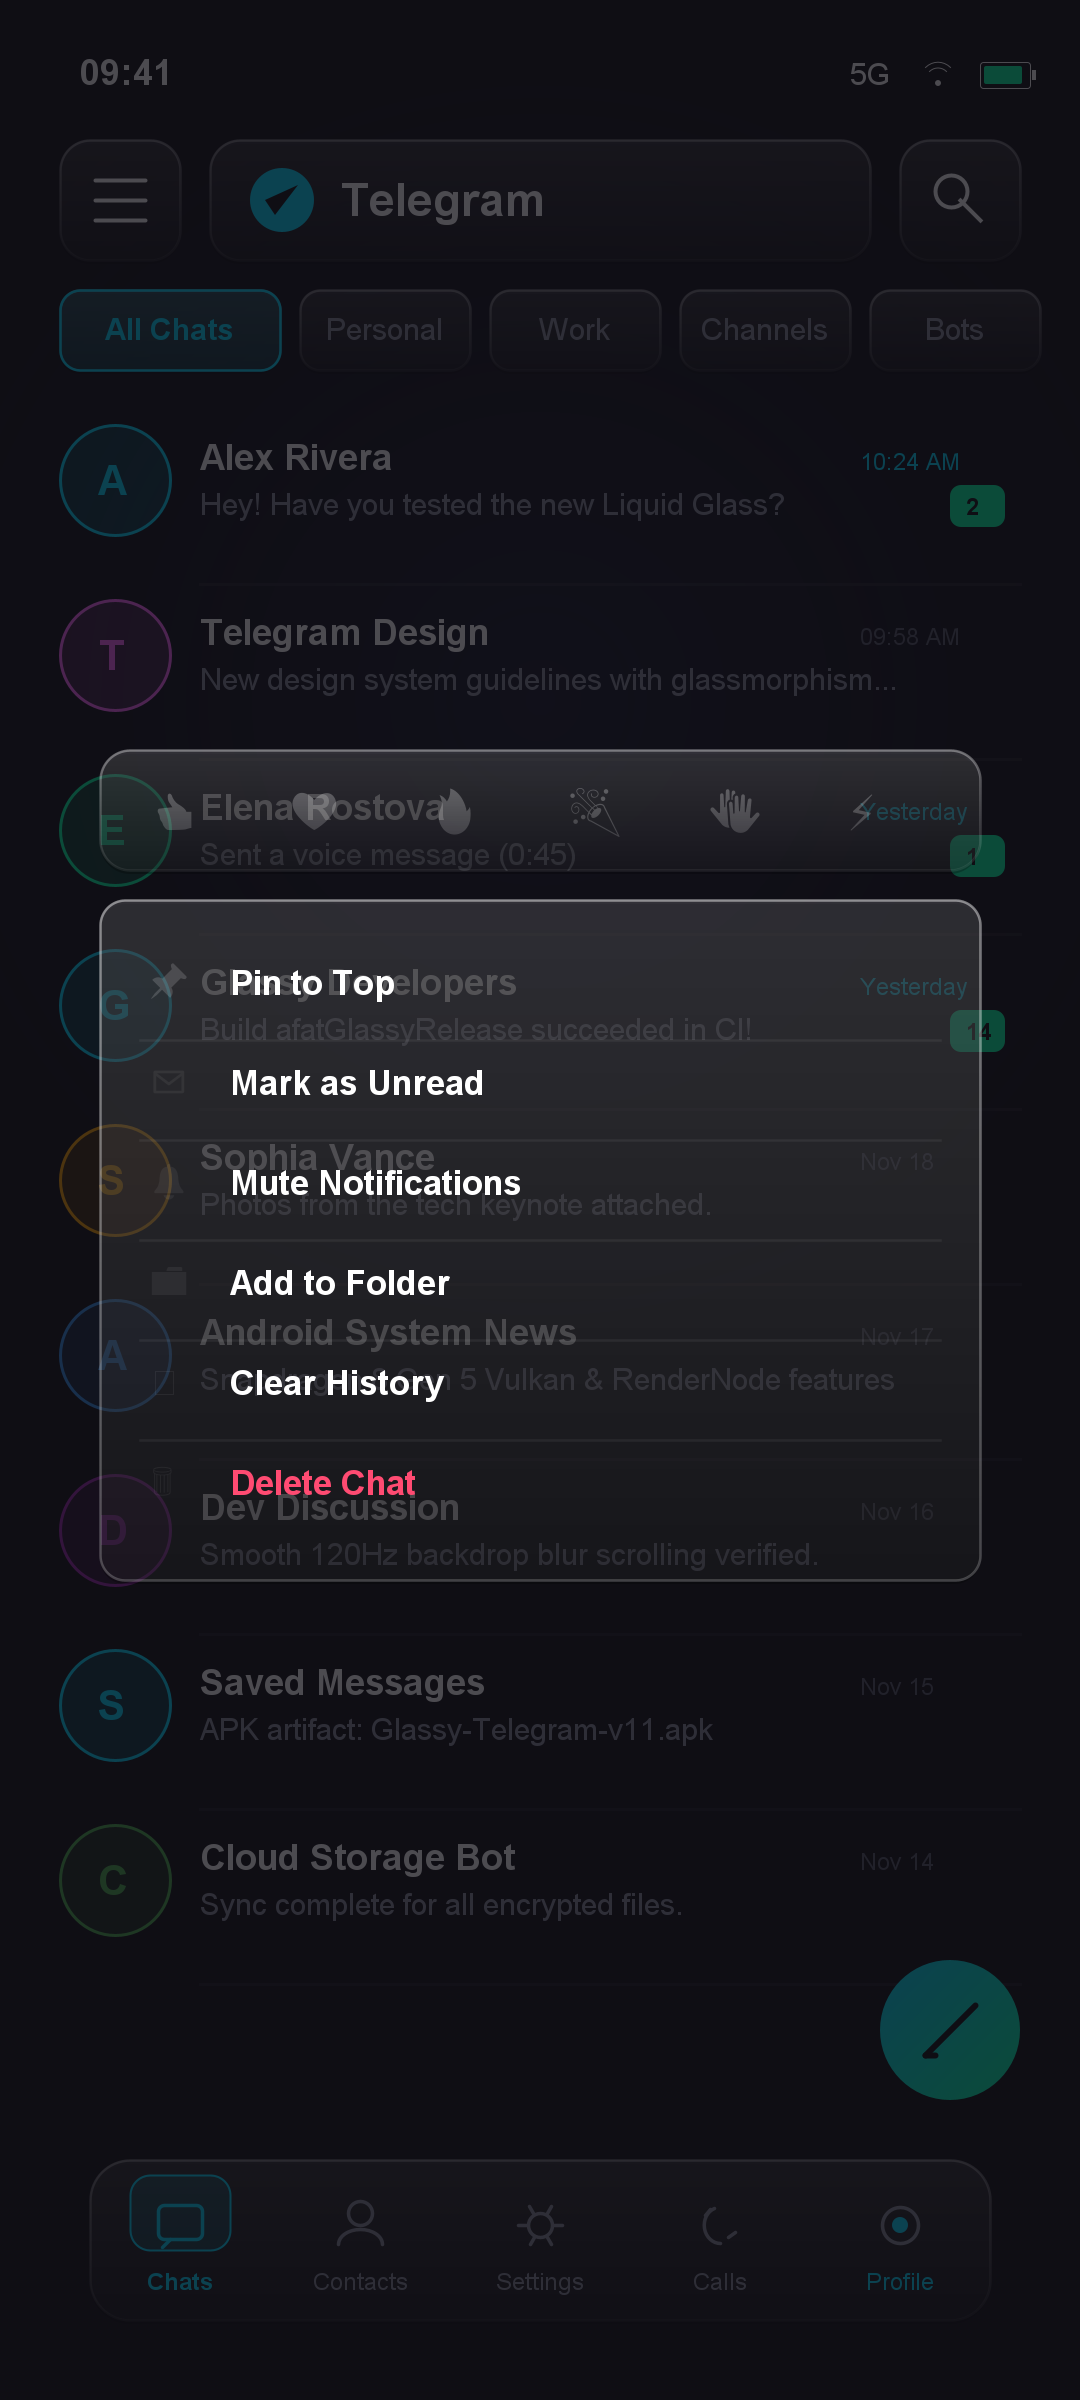 09:41
5G
Telegram
All Chats
Personal
Work
Channels
Bots
A
Alex Rivera
10:24 AM
Hey! Have you tested the new Liquid Glass?
2
T
Telegram Design
09:58 AM
New design system guidelines with glassmorphism...
E
Elena Rostova
Yesterday
Sent a voice message (0:45)
1
G
Glassy Developers
Yesterday
Pin to Top
Build afatGlassyRelease succeeded in CI!
14
Mark as Unread
S
Sophia Vance
Nov 18
Mute Notifications
Photos from the tech keynote attached.
Add to Folder
A
Android System News
Nov 17
Clear History
5 Vulkan & RenderNode features
Delete Chat
D
Dev Discussion
Nov 16
Smooth 120Hz backdrop blur scrolling verified.
S
Saved Messages
Nov 15
APK artifact: Glassy-Telegram-v11.apk
C
Cloud Storage Bot
Nov 14
Sync complete for all encrypted files.
Chats
Contacts
Settings
Calls
Profile